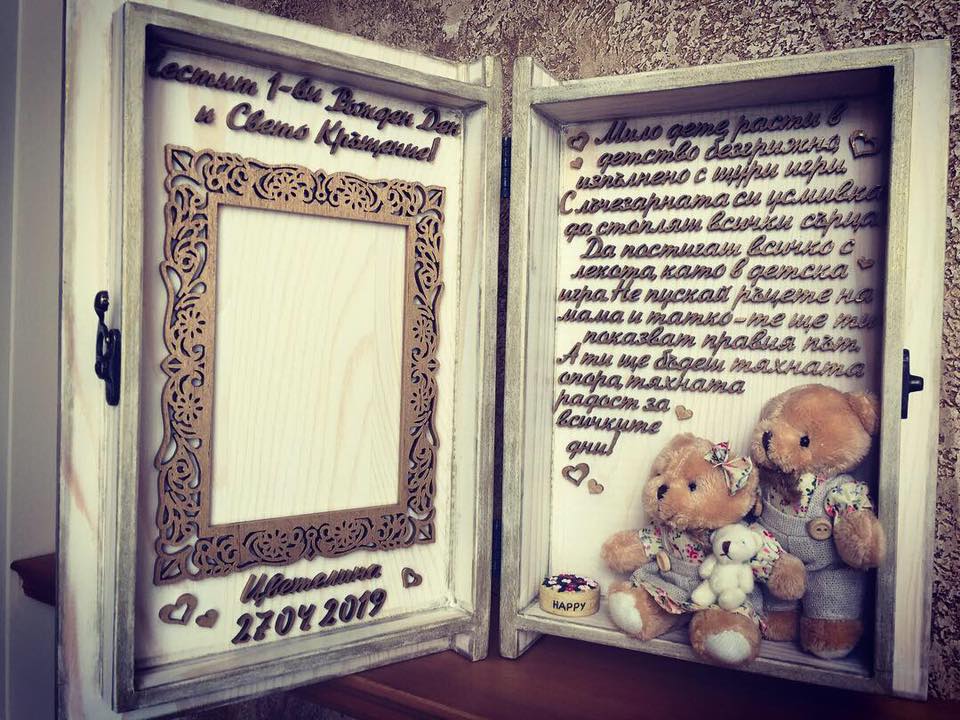 Честит 1-ви Рожден Ден
и Свето Кръщение!
Цветелина
27 04 2019
Мило дете, расти в
детство безгрижно
изпълнено с щури игри.
С лъчезарната си усмивка
да стопляш всички сърца
Да постигаш всичко с
лекота, като в детска
игра. Не пускай ръцете на
мама и татко-те ще ти
показват правия път.
А ти ще бъдеш тяхната
опора, тяхната
радост за
всичките
дни!
HAPPY